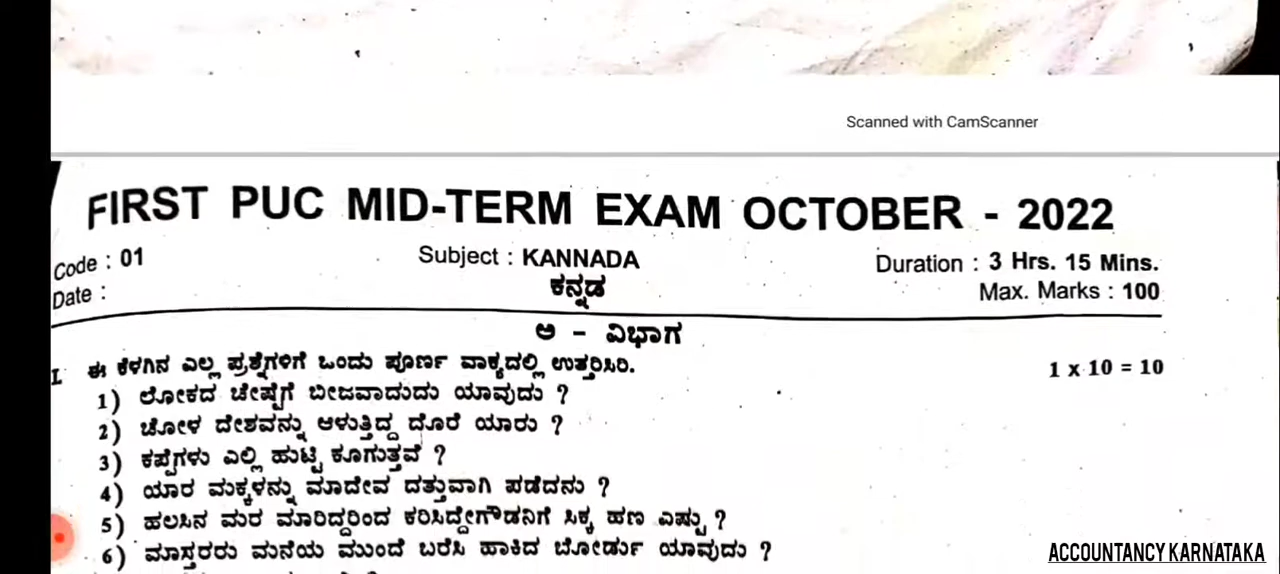 Scanned with CamScanner
FIRST PUC MID-TERM EXAM OCTOBER - 2022
Code : 01 Subject : KANNADA Duration : 3 Hrs. 15 Mins.
Date : ಕನ್ನಡ Max. Marks : 100
ಅ - ವಿಭಾಗ
I. ಈ ಕೆಳಗಿನ ಎಲ್ಲ ಪ್ರಶ್ನೆಗಳಿಗೆ ಒಂದು ಪೂರ್ಣ ವಾಕ್ಯದಲ್ಲಿ ಉತ್ತರಿಸಿರಿ. 1 x 10 = 10
1) ಲೋಕದ ಚೇಷ್ಟೆಗೆ ಬೀಜವಾದುದು ಯಾವುದು ?
2) ಚೋಳ ದೇಶವನ್ನು ಆಳುತ್ತಿದ್ದ ದೊರೆ ಯಾರು ?
3) ಕಪ್ಪೆಗಳು ಎಲ್ಲಿ ಹುಟ್ಟಿ ಕೂಗುತ್ತವೆ ?
4) ಯಾರ ಮಕ್ಕಳನ್ನು ಮಾದೇವ ದತ್ತುವಾಗಿ ಪಡೆದನು ?
5) ಹಲಸಿನ ಮರ ಮಾರಿದ್ದರಿಂದ ಕರಿಸಿದ್ದೇಗೌಡನಿಗೆ ಸಿಕ್ಕ ಹಣ ಎಷ್ಟು ?
6) ಮಾಸ್ತರರು ಮನೆಯ ಮುಂದೆ ಬರೆಸಿ ಹಾಕಿದ ಬೋರ್ಡು ಯಾವುದು ?
ACCOUNTANCY KARNATAKA